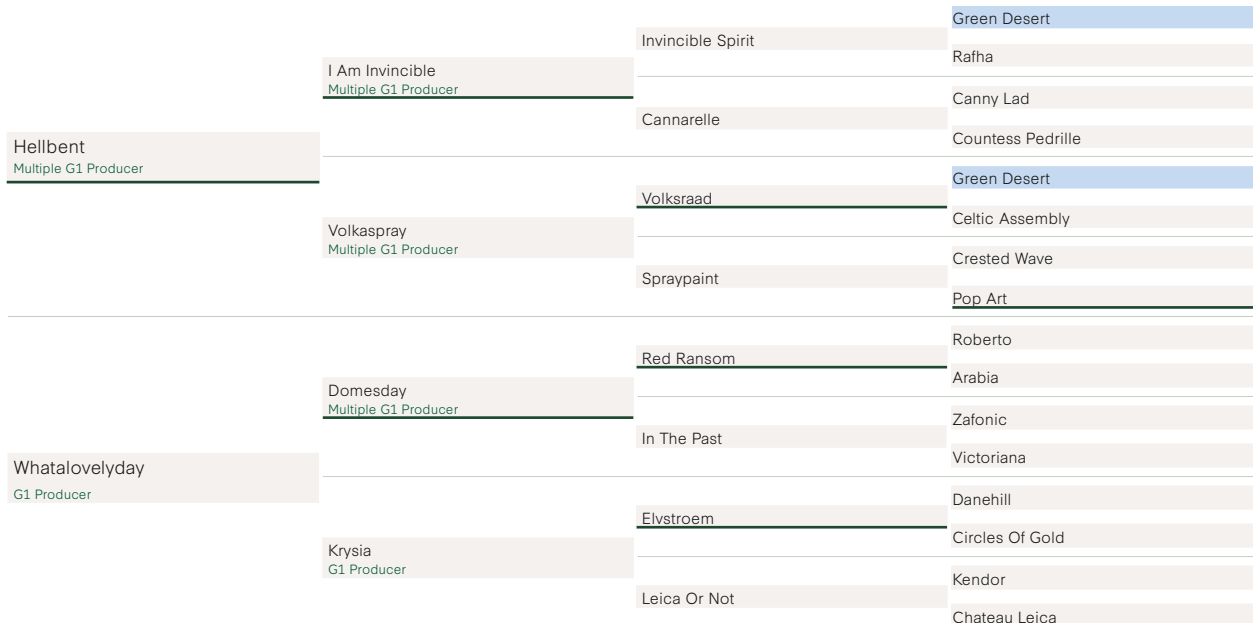 Green Desert
Invincible Spirit
Rafha
I Am Invincible
Multiple G1 Producer
Canny Lad
Cannarelle
Countess Pedrille
Hellbent
Multiple G1 Producer
Green Desert
Volksraad
Celtic Assembly
Volkaspray
Multiple G1 Producer
Crested Wave
Spraypaint
Pop Art
Roberto
Red Ransom
Arabia
Domesday
Multiple G1 Producer
Zafonic
In The Past
Victoriana
Whatalovelyday
G1 Producer
Danehill
Elvstroem
Circles Of Gold
Krysia
G1 Producer
Kendor
Leica Or Not
Chateau Leica